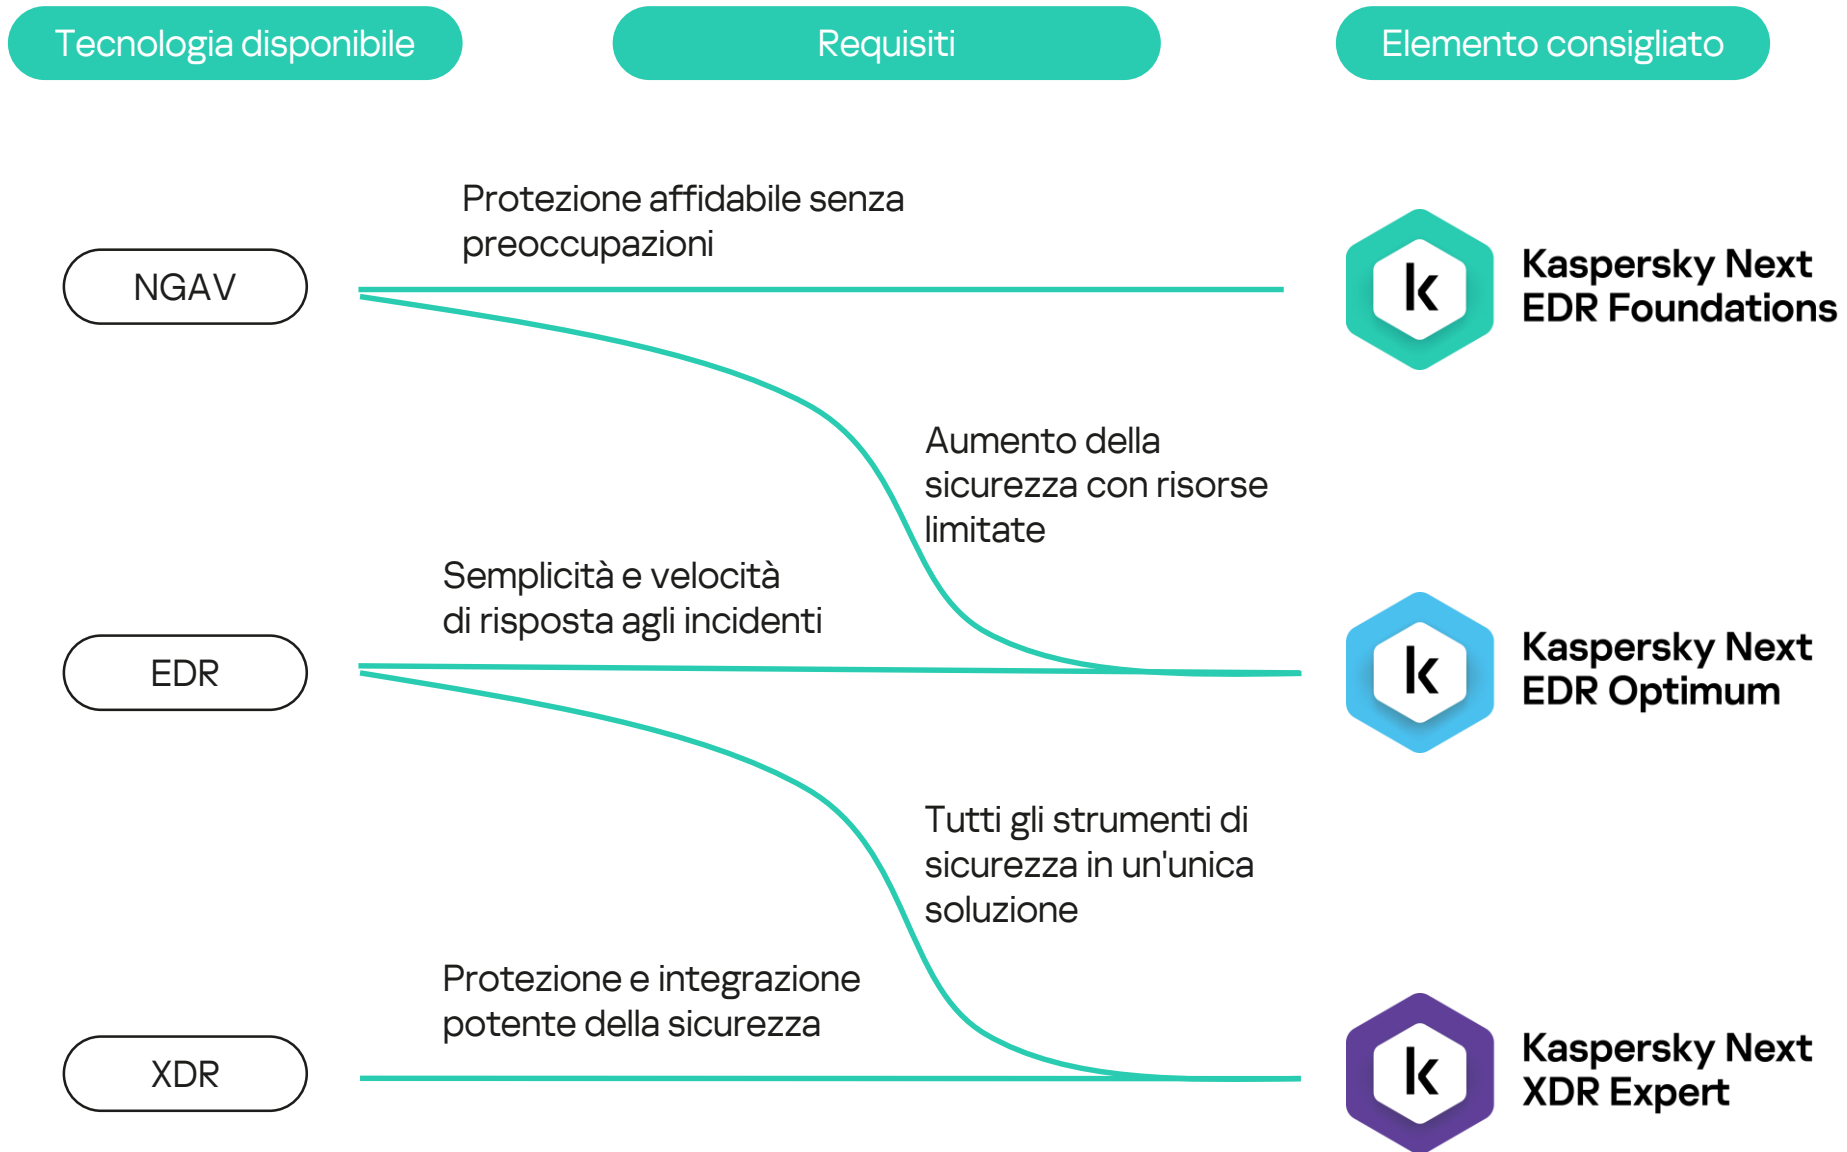 Tecnologia disponibile
Requisiti
Elemento consigliato
Protezione affidabile senza
preoccupazioni
NGAV
k
Kaspersky Next
EDR Foundations
Aumento della
sicurezza con risorse
limitate
Semplicità e velocità
di risposta agli incidenti
EDR
k
Kaspersky Next
EDR Optimum
Tutti gli strumenti di
sicurezza in un'unica
soluzione
Protezione e integrazione
potente della sicurezza
XDR
k
Kaspersky Next
XDR Expert